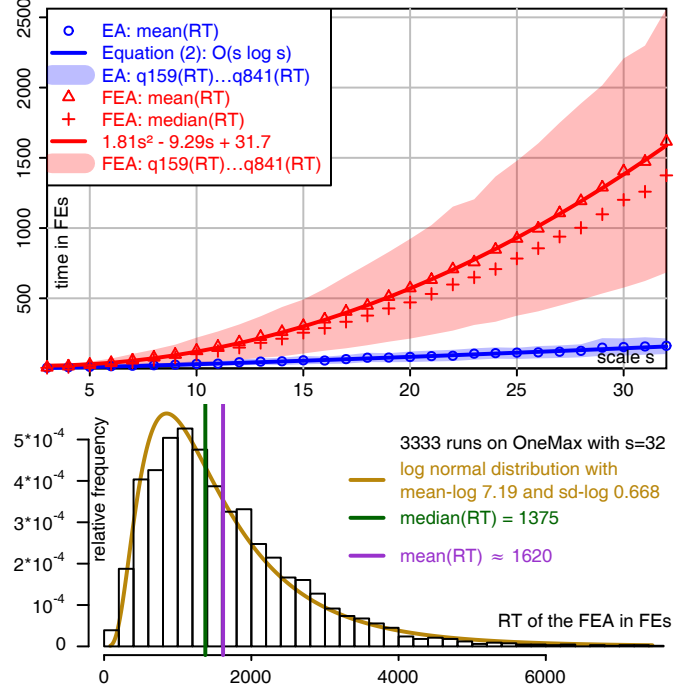 2500
2000
1500
1000
500
time in FEs
EA: mean(RT)
Equation (2): O(s log s)
EA: q159(RT)…q841(RT)
FEA: mean(RT)
FEA: median(RT)
1.81s² - 9.29s + 31.7
FEA: q159(RT)…q841(RT)
scale s
5 10 15 20 25 30
5*10⁻⁴
4*10⁻⁴
3*10⁻⁴
2*10⁻⁴
10⁻⁴
0
relative frequency
3333 runs on OneMax with s=32
log normal distribution with
mean-log 7.19 and sd-log 0.668
median(RT) = 1375
mean(RT) ≈ 1620
RT of the FEA in FEs
0 2000 4000 6000